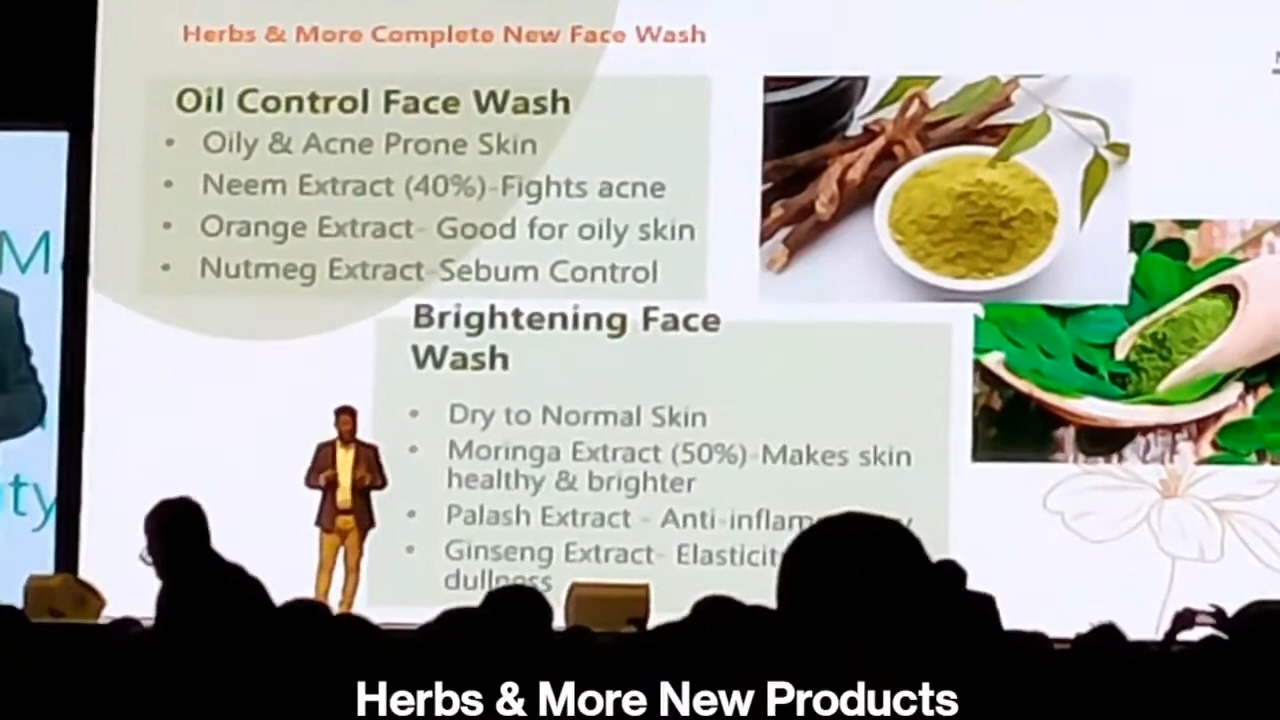 Herbs & More Complete New Face Wash
Oil Control Face Wash
• Oily & Acne Prone Skin
• Neem Extract (40%)-Fights acne
• Orange Extract- Good for oily skin
• Nutmeg Extract-Sebum Control
Brightening Face
Wash
• Dry to Normal Skin
• Moringa Extract (50%)-Makes skin
healthy & brighter
• Palash Extract - Anti-inflam
• Ginseng Extract- Elasticit
dullness
M
ty
Herbs & More New Products